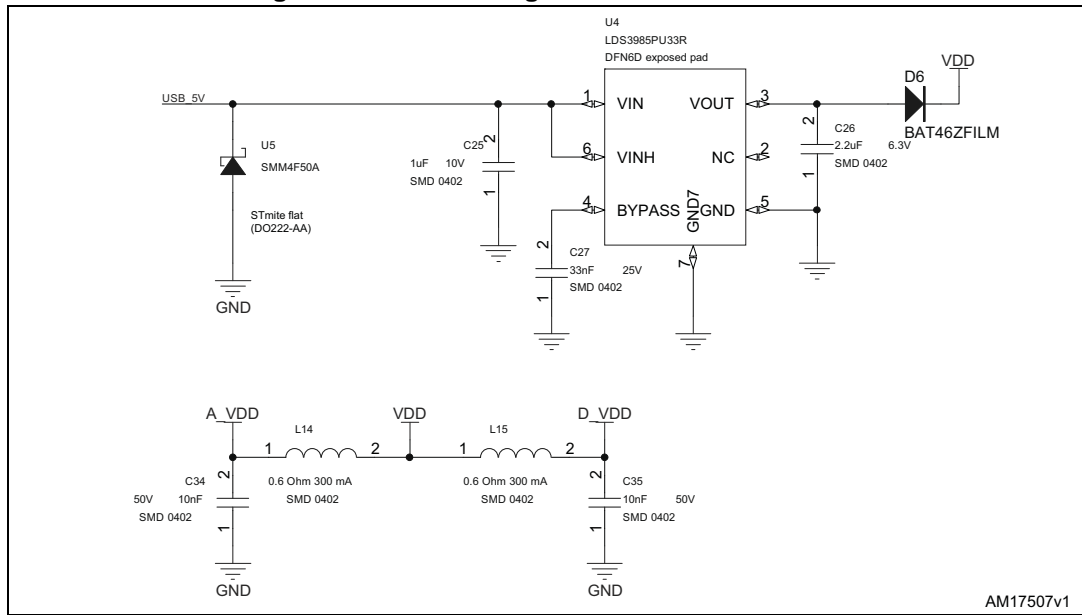 U4
LDS3985PU33R
DFN6D exposed pad
VDD
D6
BAT46ZFILM
USB_5V
1 VIN VOUT 3
6 VINH NC 2
4 BYPASS GND 5
GND7
7
U5
SMM4F50A
STmite flat
(DO222-AA)
GND
2
C25
1uF 10V
SMD 0402
1
2
C26
2.2uF 6.3V
SMD 0402
1
2
C27
33nF 25V
SMD 0402
1
A_VDD VDD D_VDD
L14 L15
1 2 1 2
0.6 Ohm 300 mA 0.6 Ohm 300 mA
SMD 0402 SMD 0402
2
C34
50V 10nF
SMD 0402
1
GND
2
C35
10nF 50V
SMD 0402
1
GND
AM17507v1